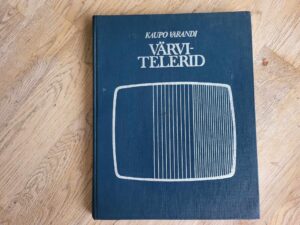 KAUPO VARANDI
VÄRVI-
TELERID